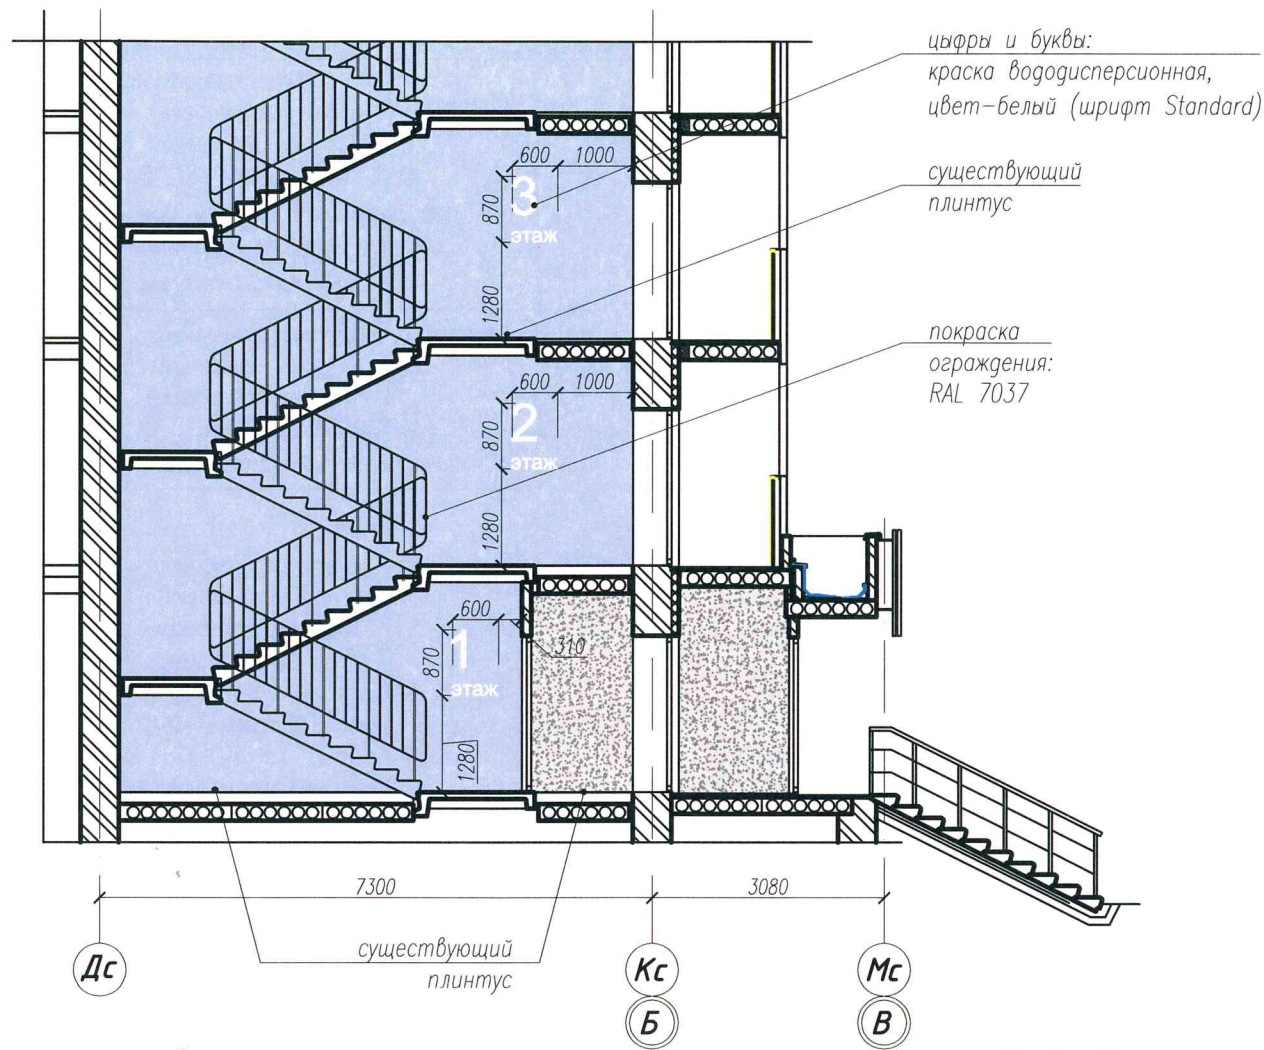 цыфры и буквы:
краска вододисперсионная,
цвет-белый (шрифт Standard)
существующий
плинтус
покраска
ограждения:
RAL 7037
600 1000
870
3
этаж
1280
600 1000
870
2
этаж
1280
600
310
870
1
этаж
1280
7300 3080
существующий
плинтус
Дс Кс Мс
Б В